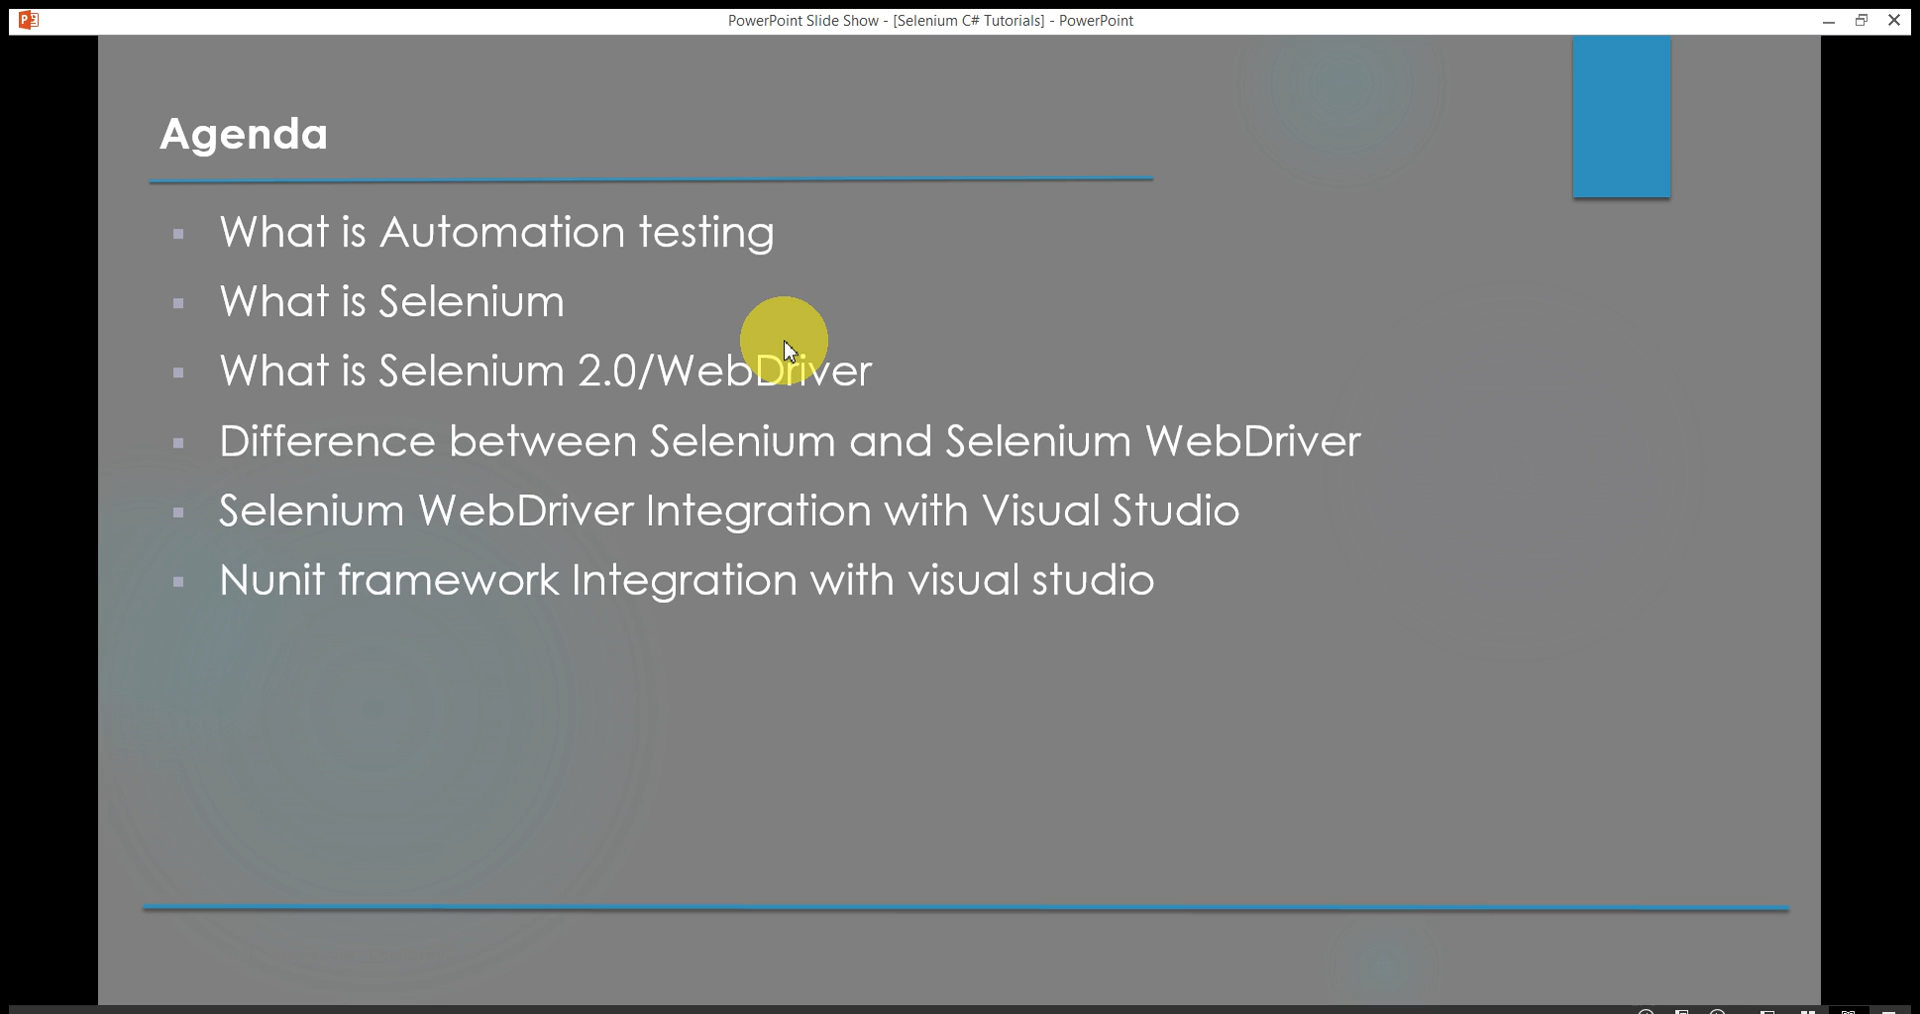 PowerPoint Slide Show - [Selenium C# Tutorials] - PowerPoint
Agenda
What is Automation testing
What is Selenium
What is Selenium 2.0/WebDriver
Difference between Selenium and Selenium WebDriver
Selenium WebDriver Integration with Visual Studio
Nunit framework Integration with visual studio